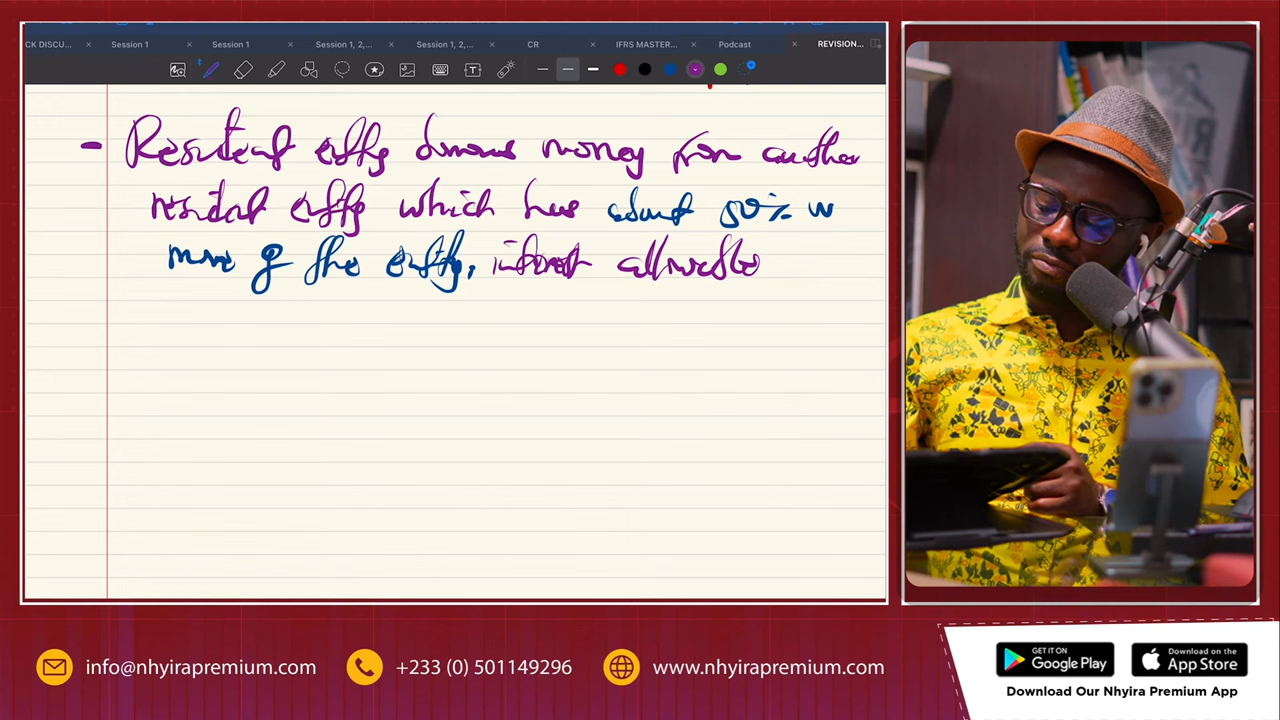 CK DISCU...
Session 1
Session 1
Session 1, 2,...
Session 1, 2,...
CR
IFRS MASTER...
Podcast
REVISION...
- Resident entity borrows money from another
resident entity which has about 50% or
more of the entity, interest allowable
info@nhyirapremium.com
+233 (0) 501149296
www.nhyirapremium.com
GET IT ON
Google Play
Download on the
App Store
Download Our Nhyira Premium App